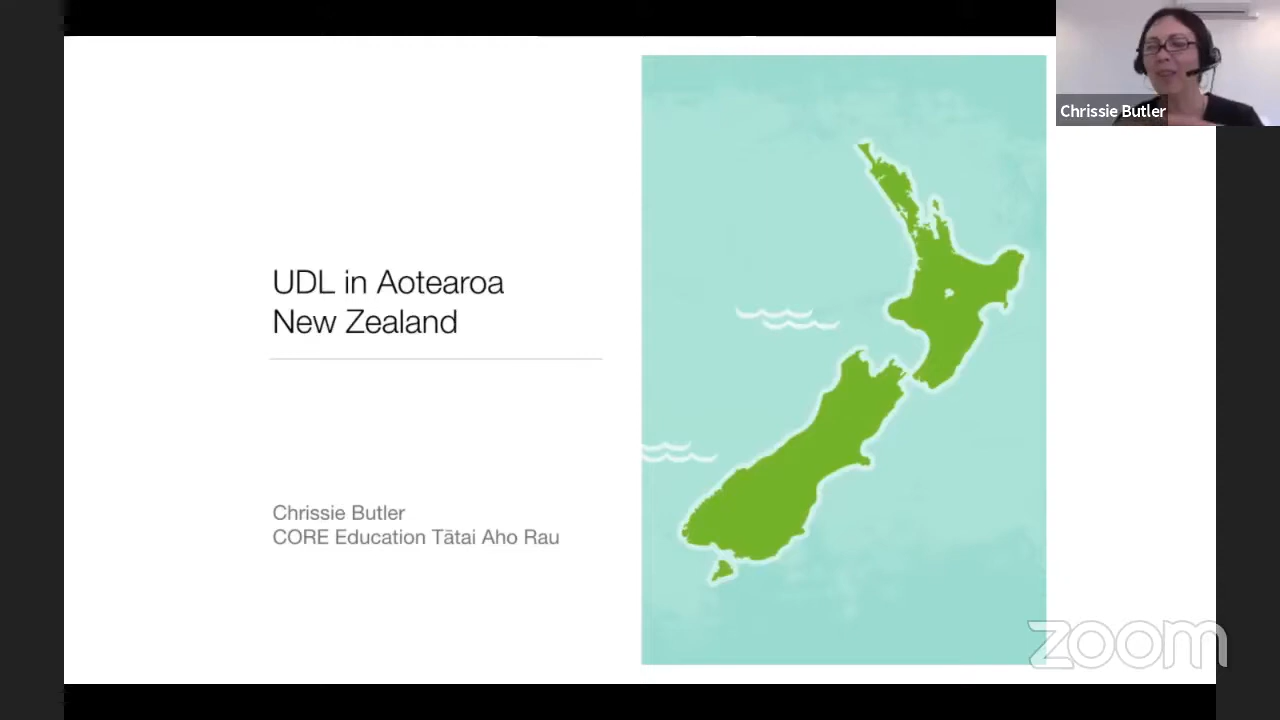 Chrissie Butler
UDL in Aotearoa
New Zealand
Chrissie Butler
CORE Education Tātai Aho Rau
zoom